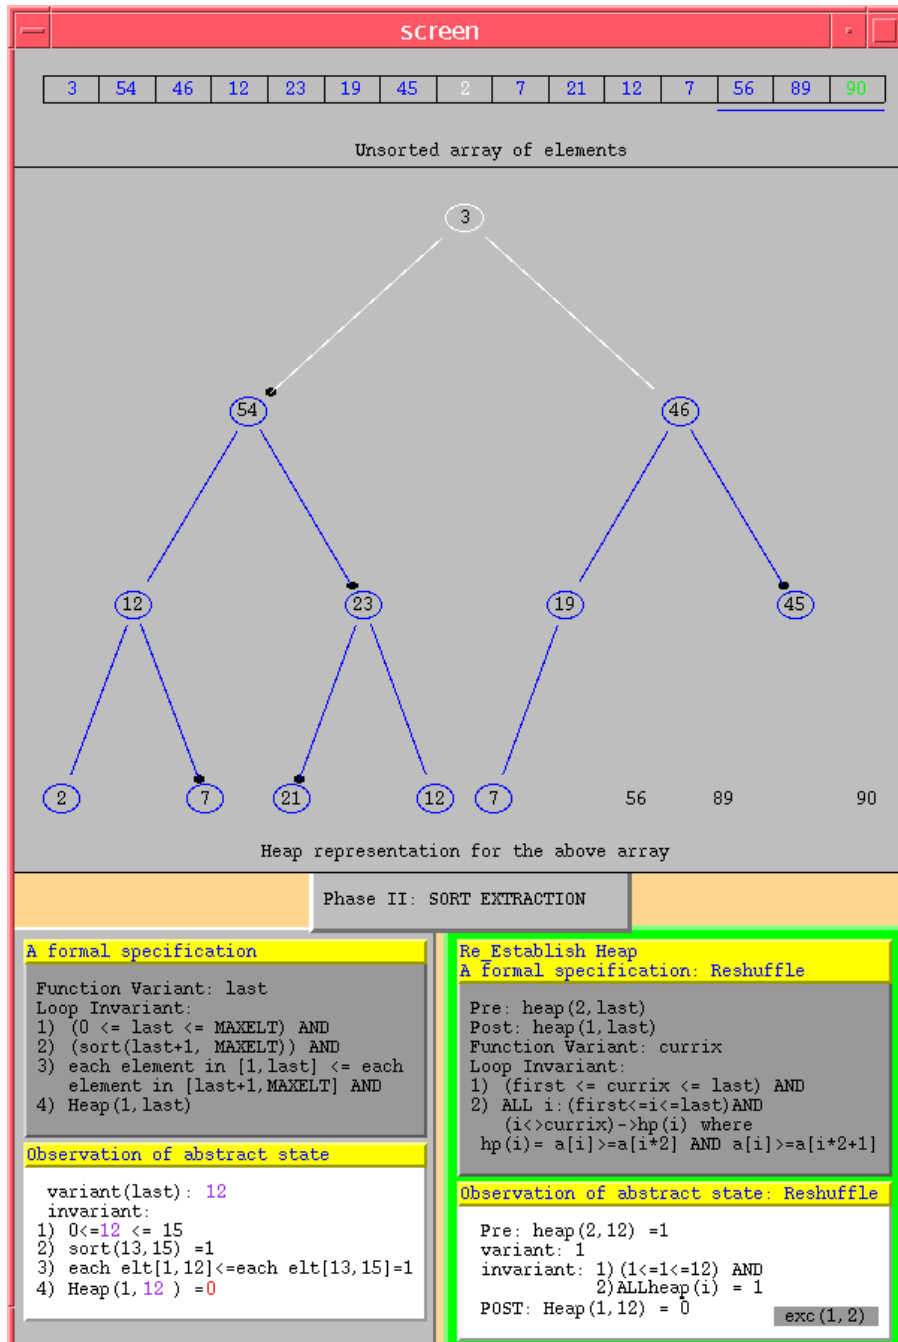 screen
3 54 46 12 23 19 45 2 7 21 12 7 56 89 90
Unsorted array of elements
3
54 46
12 23 19 45
2 7 21 12 7 56 89 90
Heap representation for the above array
Phase II: SORT EXTRACTION
A formal specification
Function Variant: last
Loop Invariant:
1) (0 <= last <= MAXELT) AND
2) (sort(last+1, MAXELT)) AND
3) each element in [1,last] <= each
element in [last+1,MAXELT] AND
4) Heap(1,last)
Observation of abstract state
variant(last): 12
invariant:
1) 0<=12 <= 15
2) sort(13,15) =1
3) each elt[1,12]<=each elt[13,15]=1
4) Heap(1,12 ) =0
Re_Establish Heap
A formal specification: Reshuffle
Pre: heap(2,last)
Post: heap(1,last)
Function Variant: currix
Loop Invariant:
1) (first <= currix <= last) AND
2) ALL i:(first<=i<=last)AND
(i<>currix)->hp(i) where
hp(i)= a[i]>=a[i*2] AND a[i]>=a[i*2+1]
Observation of abstract state: Reshuffle
Pre: heap(2,12) =1
variant: 1
invariant: 1)(1<=1<=12) AND
2)ALLheap(i) = 1
POST: Heap(1,12) = 0
exc(1,2)